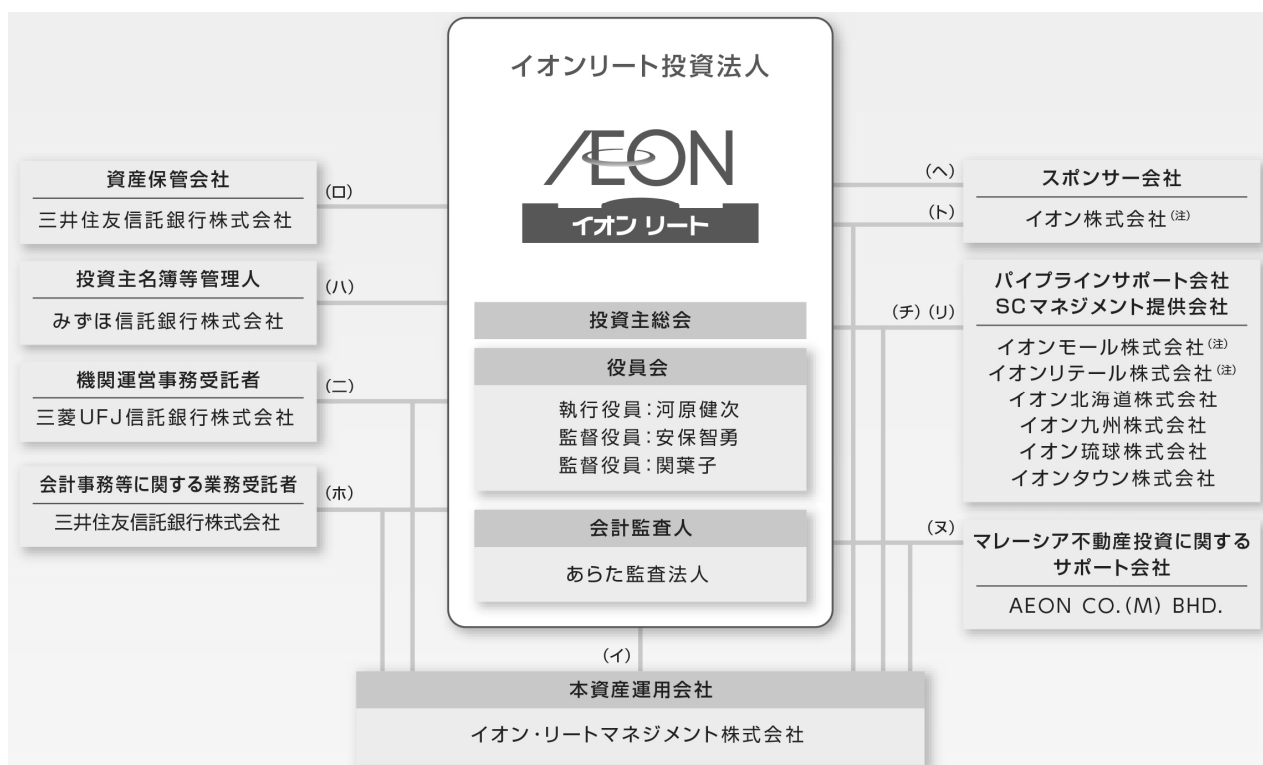 イオンリート投資法人
ÆON
イオン リート
投資主総会
役員会
執行役員：河原健次
監督役員：安保智勇
監督役員：関葉子
会計監査人
あらた監査法人
資産保管会社
三井住友信託銀行株式会社
(ロ)
投資主名簿等管理人
みずほ信託銀行株式会社
(ハ)
機関運営事務受託者
三菱UFJ信託銀行株式会社
(ニ)
会計事務等に関する業務受託者
三井住友信託銀行株式会社
(ホ)
(ヘ)
スポンサー会社
(ト)
イオン株式会社(注)
パイプラインサポート会社
SCマネジメント提供会社
(チ)(リ)
イオンモール株式会社(注)
イオンリテール株式会社(注)
イオン北海道株式会社
イオン九州株式会社
イオン琉球株式会社
イオンタウン株式会社
(ヌ)
マレーシア不動産投資に関する
サポート会社
AEON CO.(M) BHD.
(イ)
本資産運用会社
イオン・リートマネジメント株式会社